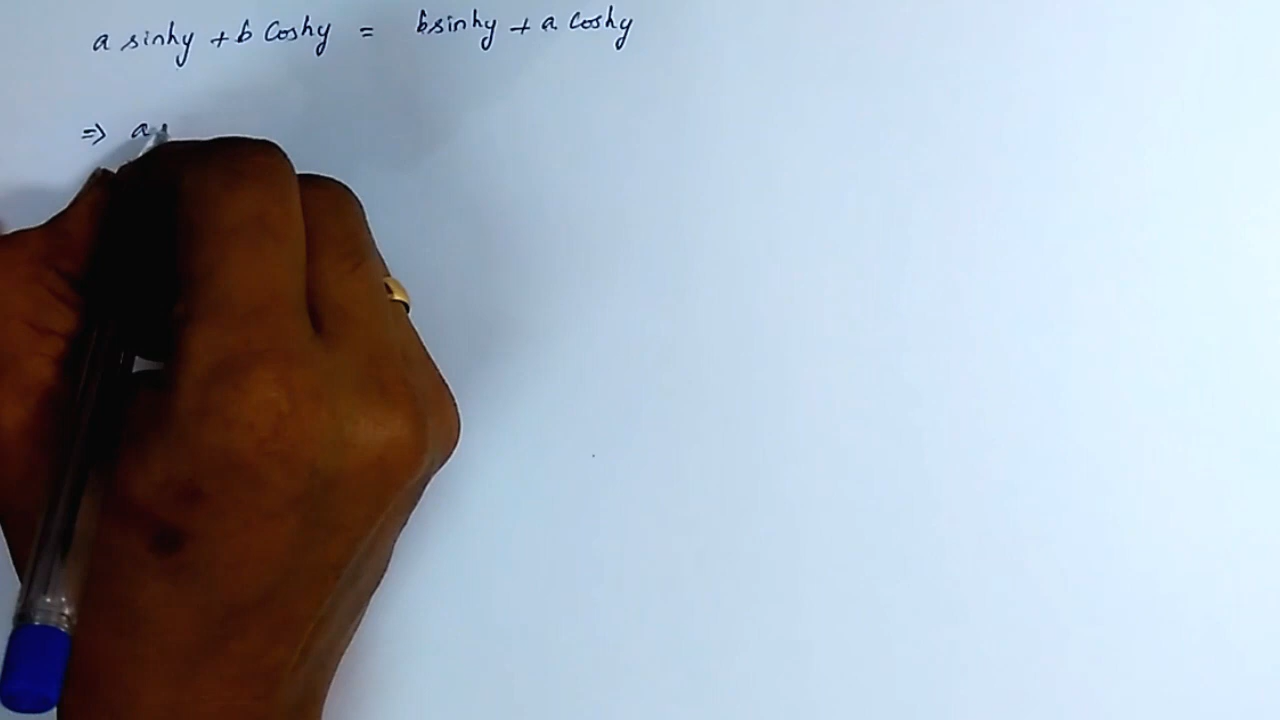 a sinhy + b Coshy = bsinhy + a Coshy
⇒ a